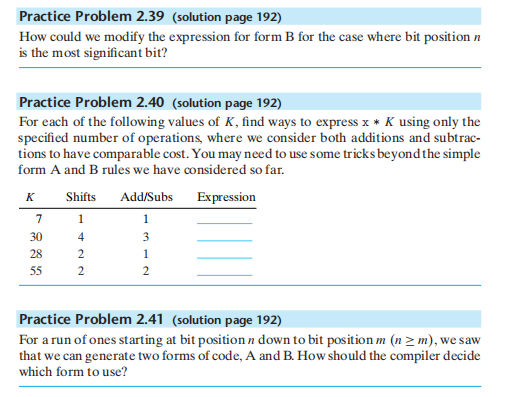 Practice Problem 2.39 (solution page 192)
How could we modify the expression for form B for the case where bit position n
is the most significant bit?
Practice Problem 2.40 (solution page 192)
For each of the following values of K, find ways to express x * K using only the
specified number of operations, where we consider both additions and subtrac-
tions to have comparable cost. You may need to use some tricks beyond the simple
form A and B rules we have considered so far.
K Shifts Add/Subs Expression
7 1 1
30 4 3
28 2 1
55 2 2
Practice Problem 2.41 (solution page 192)
For a run of ones starting at bit position n down to bit position m (n ≥ m), we saw
that we can generate two forms of code, A and B. How should the compiler decide
which form to use?